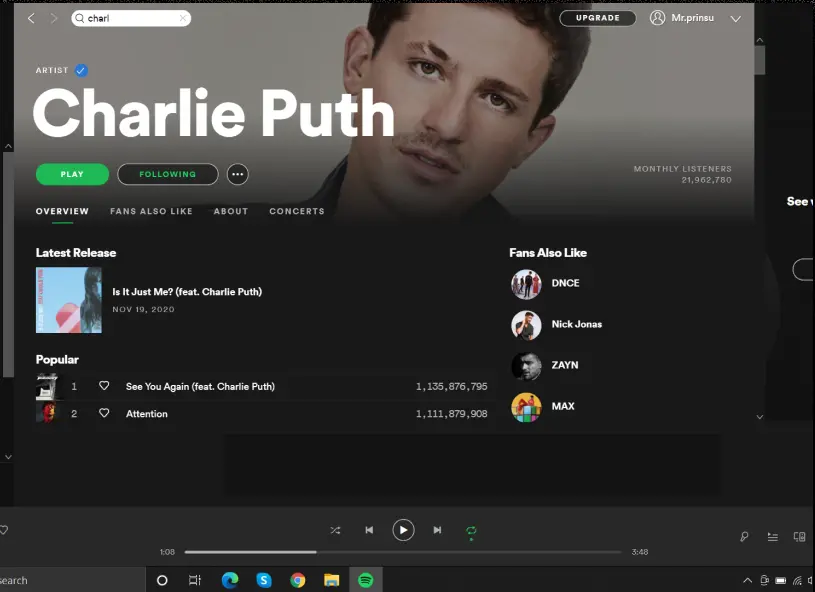 charl
UPGRADE
Mr.prinsu
ARTIST
Charlie Puth
PLAY
FOLLOWING
MONTHLY LISTENERS
21,962,780
OVERVIEW
FANS ALSO LIKE
ABOUT
CONCERTS
See
Latest Release
Is It Just Me? (feat. Charlie Puth)
NOV 19, 2020
Fans Also Like
DNCE
Nick Jonas
ZAYN
MAX
Popular
1 See You Again (feat. Charlie Puth) 1,135,876,795
2 Attention 1,111,879,908
1:08
3:48
search